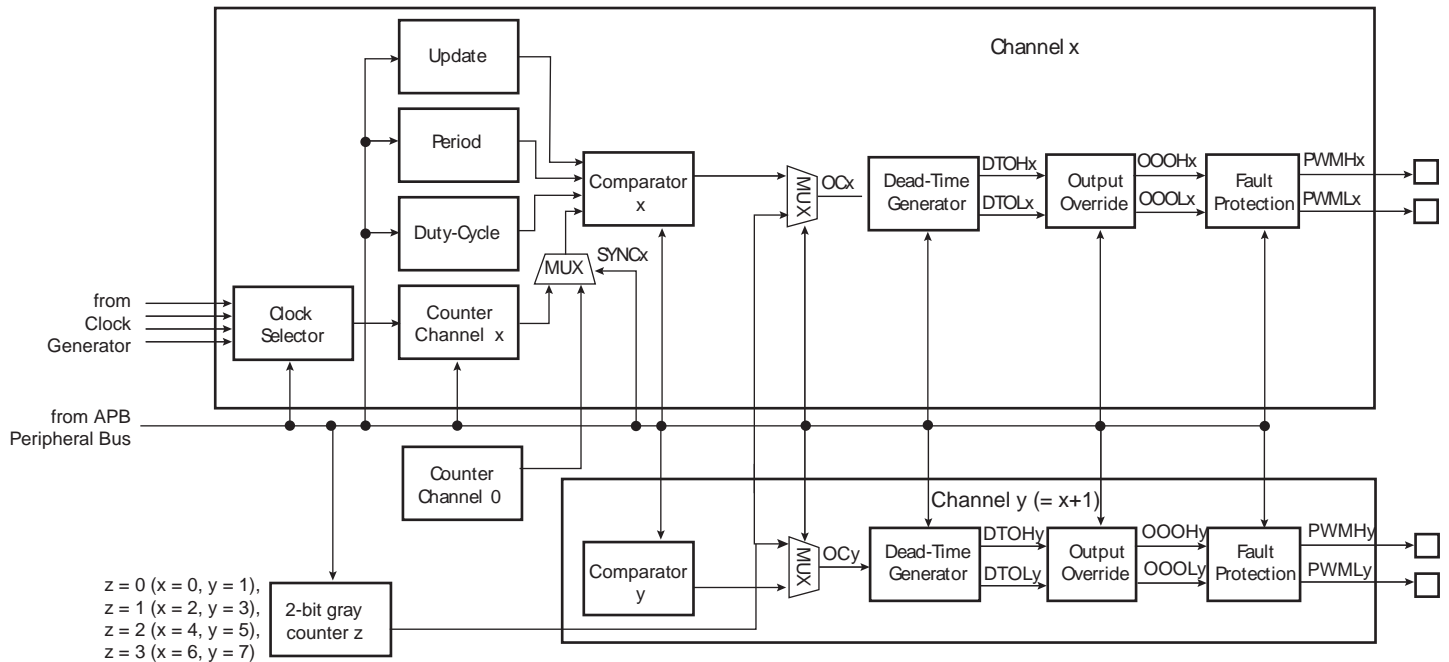 Channel x
Update
Period
Comparator
x
Duty-Cycle
MUX
SYNCx
MUX
OCx
Dead-Time
Generator
DTOHx
DTOLx
Output
Override
OOOHx
OOOLx
Fault
Protection
PWMHx
PWMLx
from
Clock
Generator
Clock
Selector
Counter
Channel x
from APB
Peripheral Bus
Counter
Channel 0
Channel y (= x+1)
Comparator
y
MUX
OCy
Dead-Time
Generator
DTOHy
DTOLy
Output
Override
OOOHy
OOOLy
Fault
Protection
PWMHy
PWMLy
z = 0 (x = 0, y = 1),
z = 1 (x = 2, y = 3),
z = 2 (x = 4, y = 5),
z = 3 (x = 6, y = 7)
2-bit gray
counter z